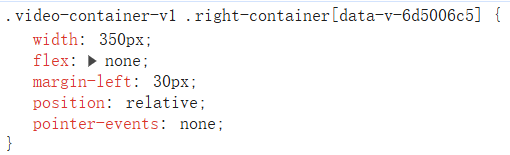 .video-container-v1 .right-container[data-v-6d5006c5] {
width: 350px;
flex: ▶ none;
margin-left: 30px;
position: relative;
pointer-events: none;
}